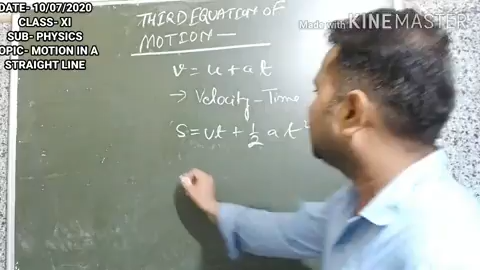 DATE- 10/07/2020
CLASS- XI
SUB- PHYSICS
TOPIC- MOTION IN A
STRAIGHT LINE
Made with KINEMASTER
THIRD EQUATION OF
MOTION —
v = u + a t
→ Velocity - Time
S = ut + 1/2 a t²